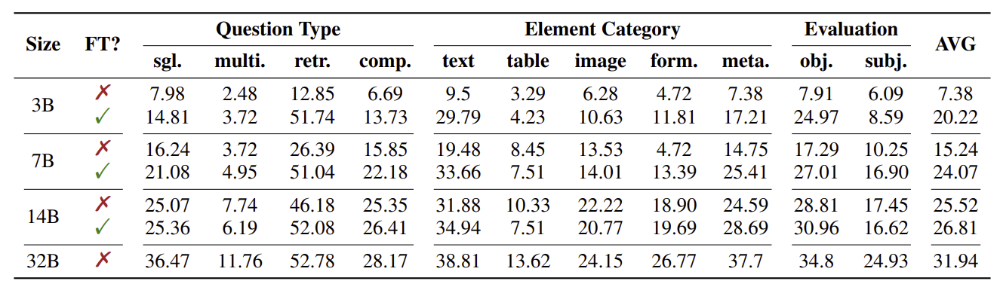 Size FT? Question Type Element Category Evaluation AVG
sgl. multi. retr. comp. text table image form. meta. obj. subj.
3B ✗ 7.98 2.48 12.85 6.69 9.5 3.29 6.28 4.72 7.38 7.91 6.09 7.38
✓ 14.81 3.72 51.74 13.73 29.79 4.23 10.63 11.81 17.21 24.97 8.59 20.22
7B ✗ 16.24 3.72 26.39 15.85 19.48 8.45 13.53 4.72 14.75 17.29 10.25 15.24
✓ 21.08 4.95 51.04 22.18 33.66 7.51 14.01 13.39 25.41 27.01 16.90 24.07
14B ✗ 25.07 7.74 46.18 25.35 31.88 10.33 22.22 18.90 24.59 28.81 17.45 25.52
✓ 25.36 6.19 52.08 26.41 34.94 7.51 20.77 19.69 28.69 30.96 16.62 26.81
32B ✗ 36.47 11.76 52.78 28.17 38.81 13.62 24.15 26.77 37.7 34.8 24.93 31.94